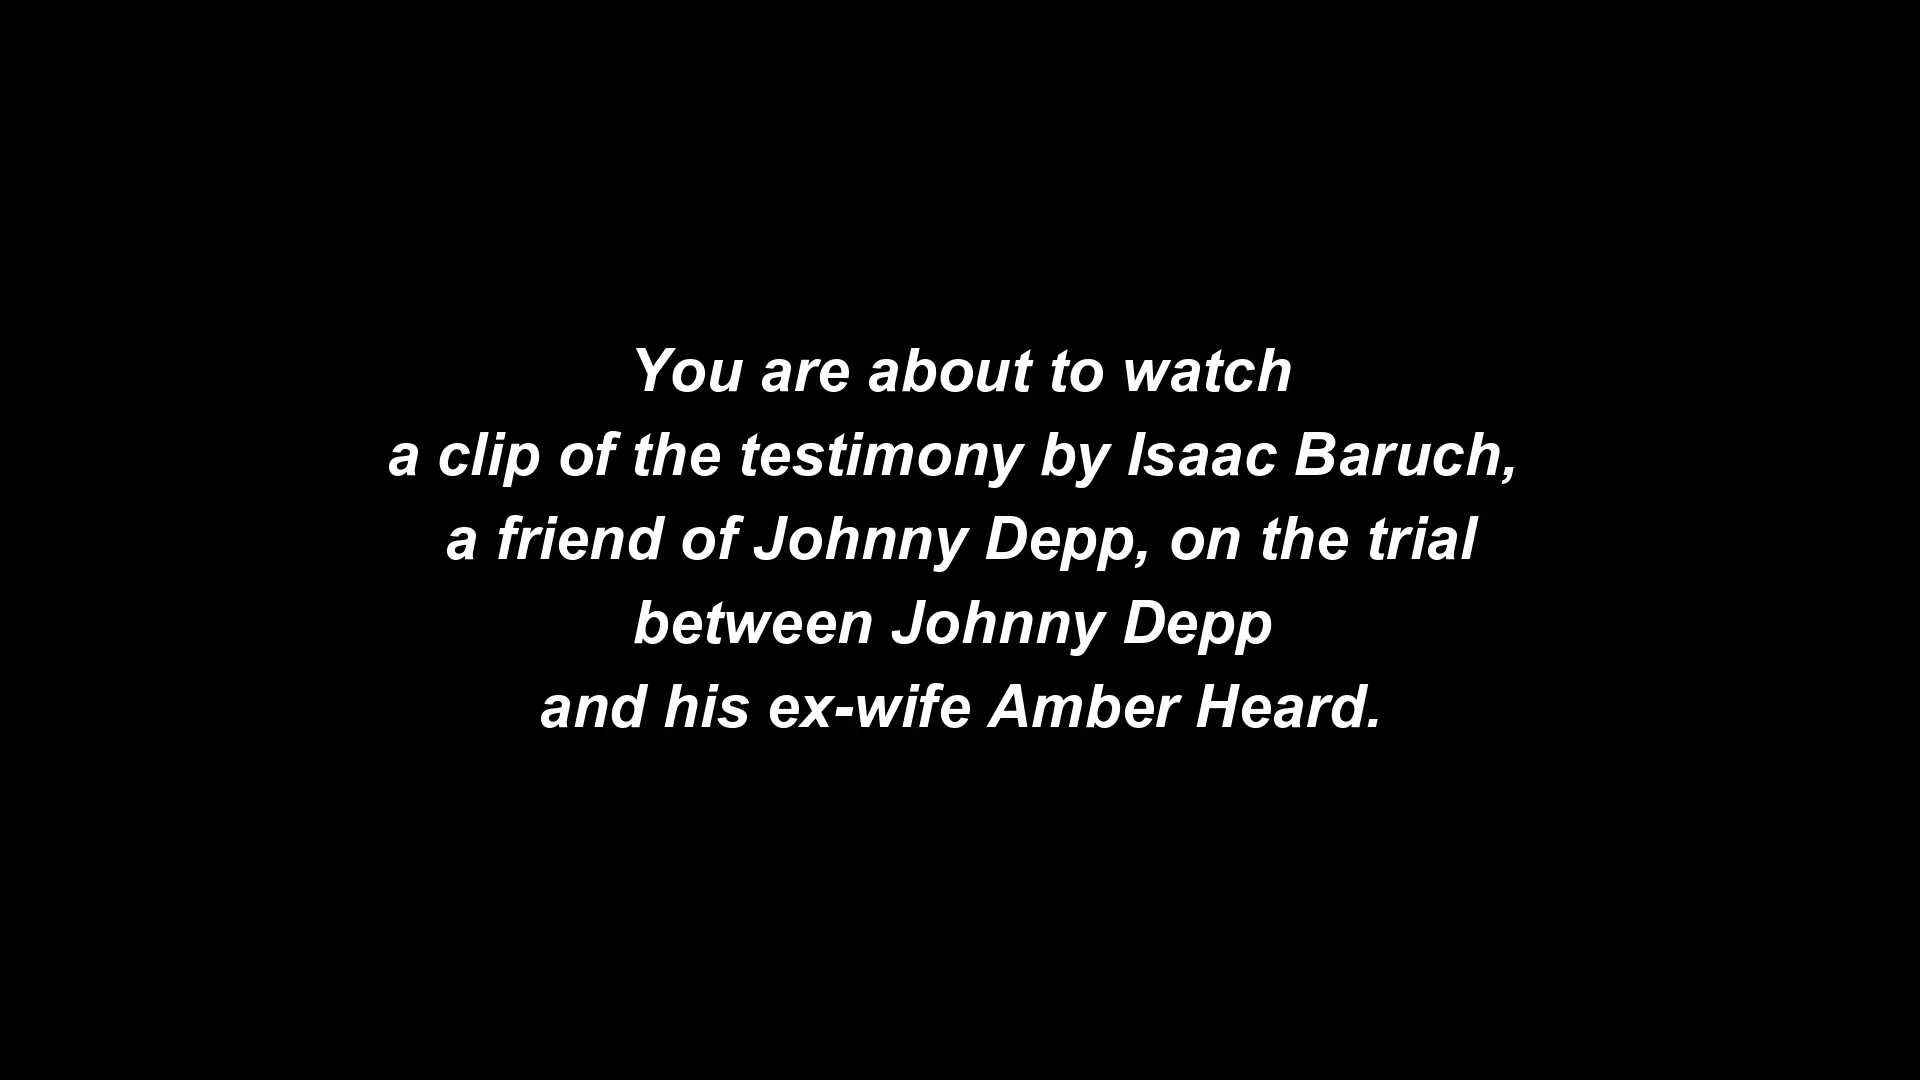 You are about to watch
a clip of the testimony by Isaac Baruch,
a friend of Johnny Depp, on the trial
between Johnny Depp
and his ex-wife Amber Heard.